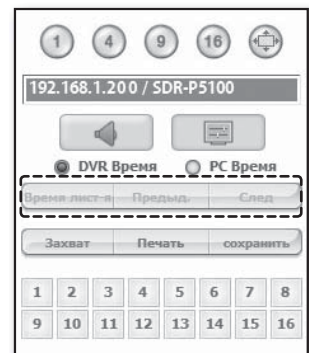 1 4 9 16
192.168.1.200 / SDR-P5100
DVR Время PC Время
Время лист-я Предыд. След
Захват Печать сохранить
1 2 3 4 5 6 7 8
9 10 11 12 13 14 15 16